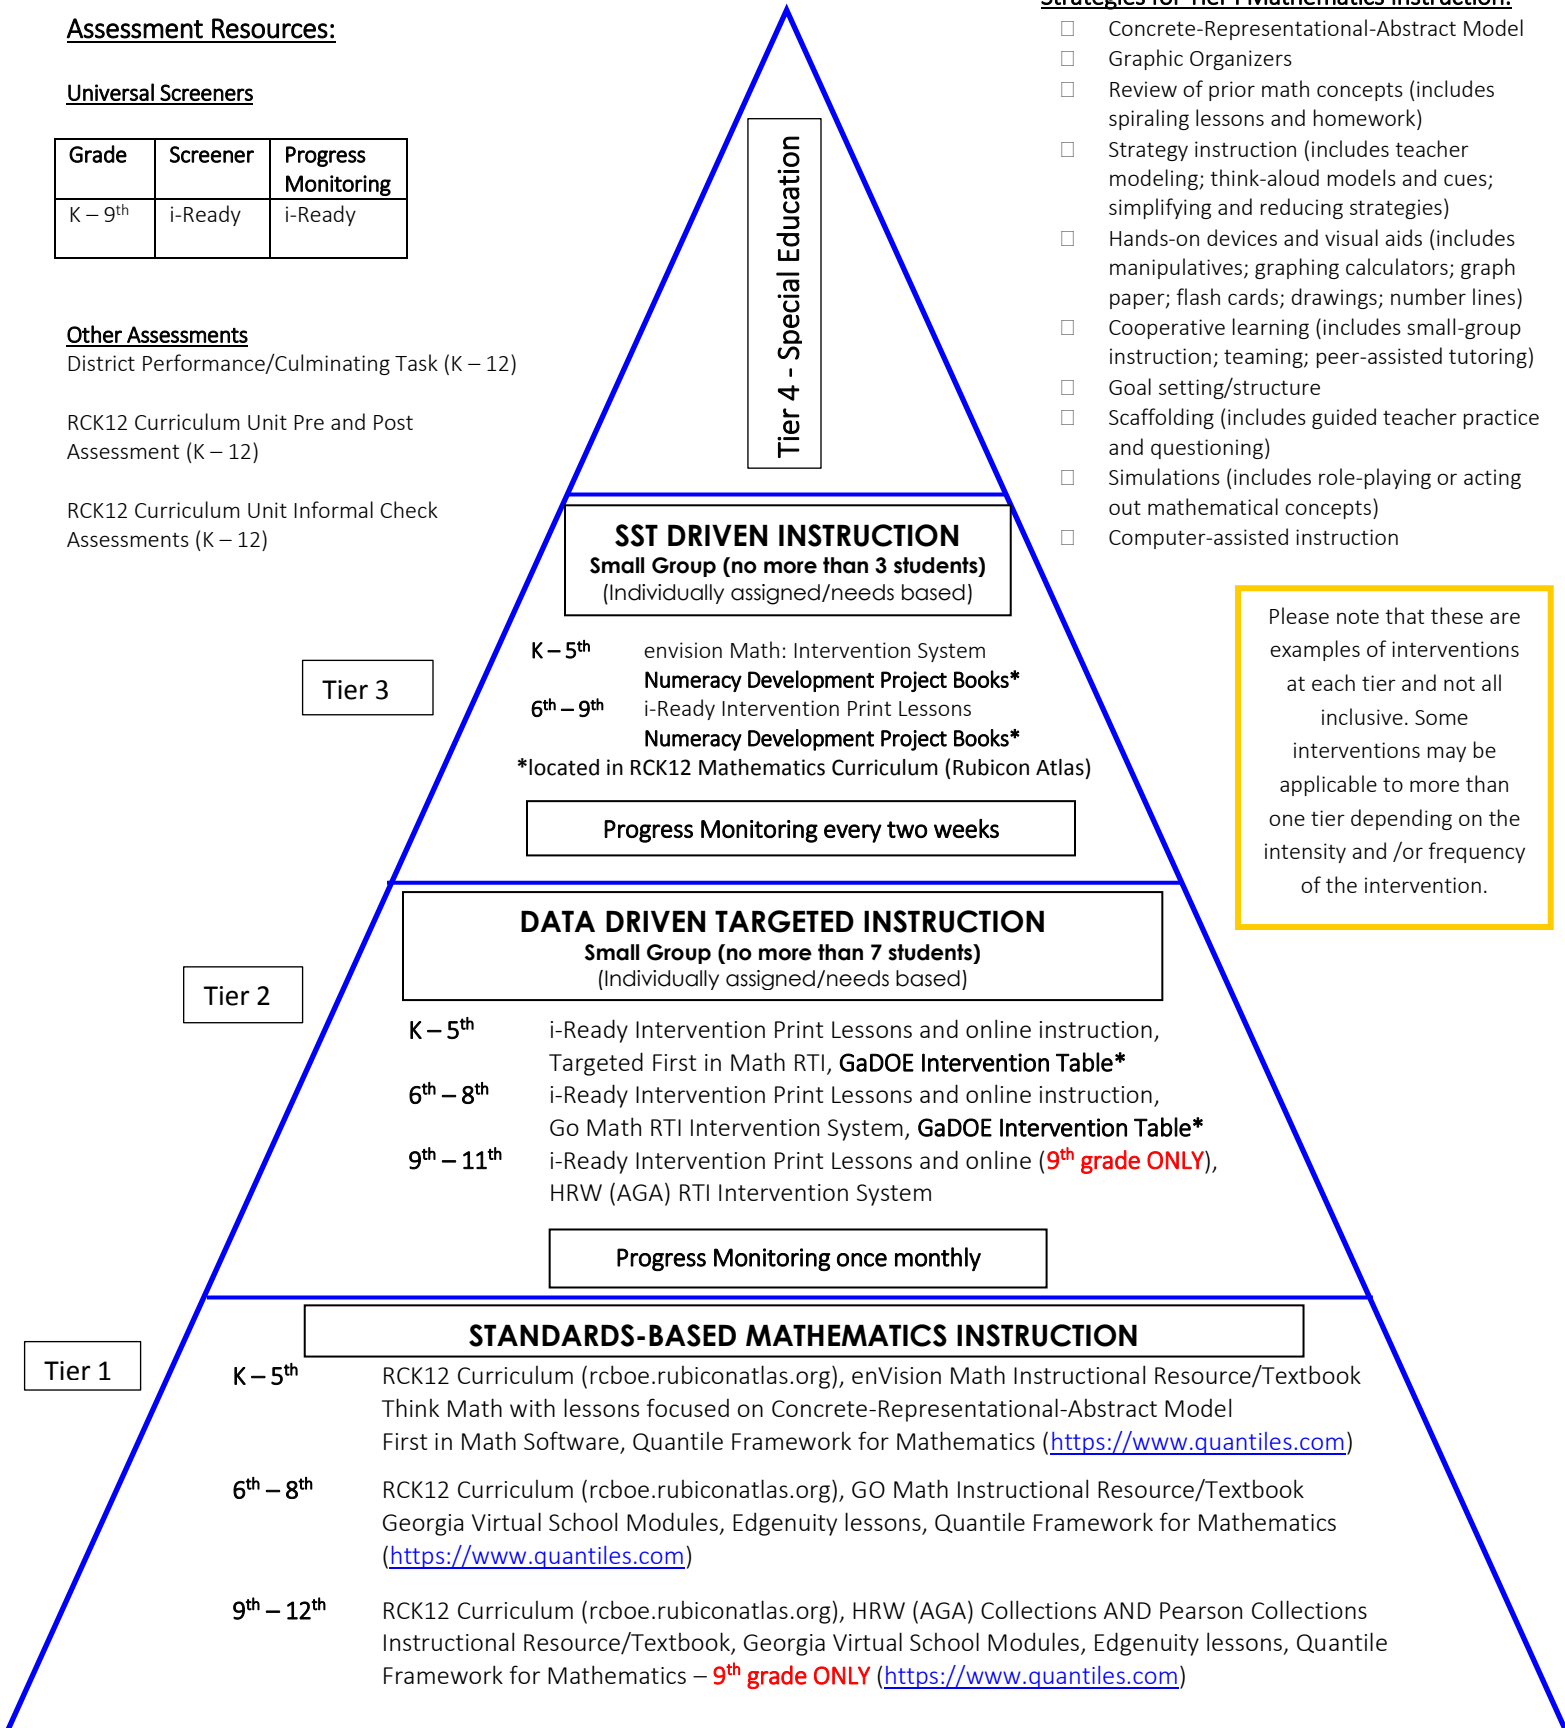 Assessment Resources:
Universal Screeners
Grade Screener Progress Monitoring
K – 9th i-Ready i-Ready
Other Assessments
District Performance/Culminating Task (K – 12)
RCK12 Curriculum Unit Pre and Post
Assessment (K – 12)
RCK12 Curriculum Unit Informal Check
Assessments (K – 12)
Strategies for Tier I Mathematics Instruction:
Concrete-Representational-Abstract Model
Graphic Organizers
Review of prior math concepts (includes
spiraling lessons and homework)
Strategy instruction (includes teacher
modeling; think-aloud models and cues;
simplifying and reducing strategies)
Hands-on devices and visual aids (includes
manipulatives; graphing calculators; graph
paper; flash cards; drawings; number lines)
Cooperative learning (includes small-group
instruction; teaming; peer-assisted tutoring)
Goal setting/structure
Scaffolding (includes guided teacher practice
and questioning)
Simulations (includes role-playing or acting
out mathematical concepts)
Computer-assisted instruction
Please note that these are
examples of interventions
at each tier and not all
inclusive. Some
interventions may be
applicable to more than
one tier depending on the
intensity and /or frequency
of the intervention.
Tier 4 - Special Education
SST DRIVEN INSTRUCTION
Small Group (no more than 3 students)
(Individually assigned/needs based)
Tier 3
K – 5th envision Math: Intervention System
Numeracy Development Project Books*
6th – 9th i-Ready Intervention Print Lessons
Numeracy Development Project Books*
*located in RCK12 Mathematics Curriculum (Rubicon Atlas)
Progress Monitoring every two weeks
DATA DRIVEN TARGETED INSTRUCTION
Small Group (no more than 7 students)
(Individually assigned/needs based)
Tier 2
K – 5th i-Ready Intervention Print Lessons and online instruction,
Targeted First in Math RTI, GaDOE Intervention Table*
6th – 8th i-Ready Intervention Print Lessons and online instruction,
Go Math RTI Intervention System, GaDOE Intervention Table*
9th – 11th i-Ready Intervention Print Lessons and online (9th grade ONLY),
HRW (AGA) RTI Intervention System
Progress Monitoring once monthly
STANDARDS-BASED MATHEMATICS INSTRUCTION
Tier 1
K – 5th RCK12 Curriculum (rcboe.rubiconatlas.org), enVision Math Instructional Resource/Textbook
Think Math with lessons focused on Concrete-Representational-Abstract Model
First in Math Software, Quantile Framework for Mathematics (https://www.quantiles.com)
6th – 8th RCK12 Curriculum (rcboe.rubiconatlas.org), GO Math Instructional Resource/Textbook
Georgia Virtual School Modules, Edgenuity lessons, Quantile Framework for Mathematics
(https://www.quantiles.com)
9th – 12th RCK12 Curriculum (rcboe.rubiconatlas.org), HRW (AGA) Collections AND Pearson Collections
Instructional Resource/Textbook, Georgia Virtual School Modules, Edgenuity lessons, Quantile
Framework for Mathematics – 9th grade ONLY (https://www.quantiles.com)